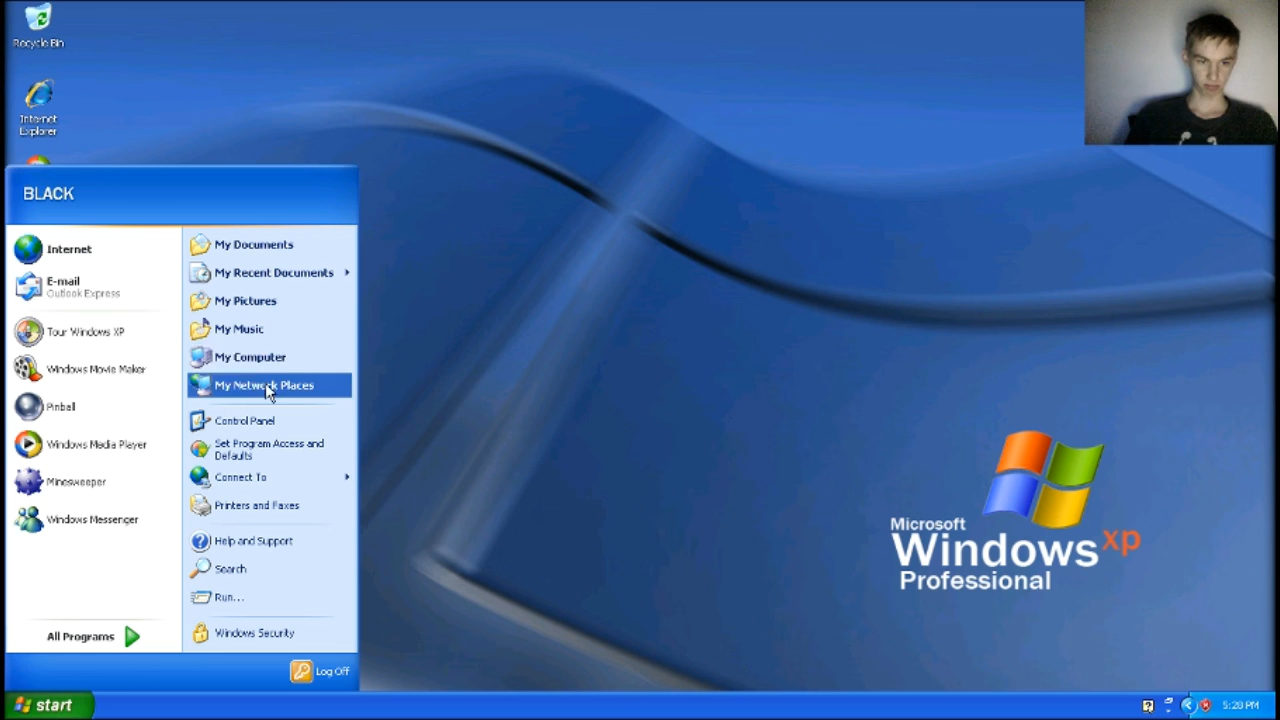 Recycle Bin
Internet
Explorer
BLACK
Internet
E-mail
Outlook Express
Tour Windows XP
Windows Movie Maker
Pinball
Windows Media Player
Minesweeper
Windows Messenger
All Programs
My Documents
My Recent Documents
My Pictures
My Music
My Computer
My Network Places
Control Panel
Set Program Access and
Defaults
Connect To
Printers and Faxes
Help and Support
Search
Run...
Windows Security
Log Off
Microsoft
Windows xp
Professional
start
5:28 PM